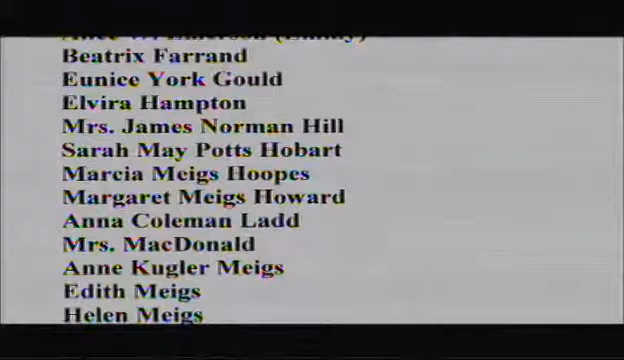 Beatrix Farrand
Eunice York Gould
Elvira Hampton
Mrs. James Norman Hill
Sarah May Potts Hobart
Marcia Meigs Hoopes
Margaret Meigs Howard
Anna Coleman Ladd
Mrs. MacDonald
Anne Kugler Meigs
Edith Meigs
Helen Meigs